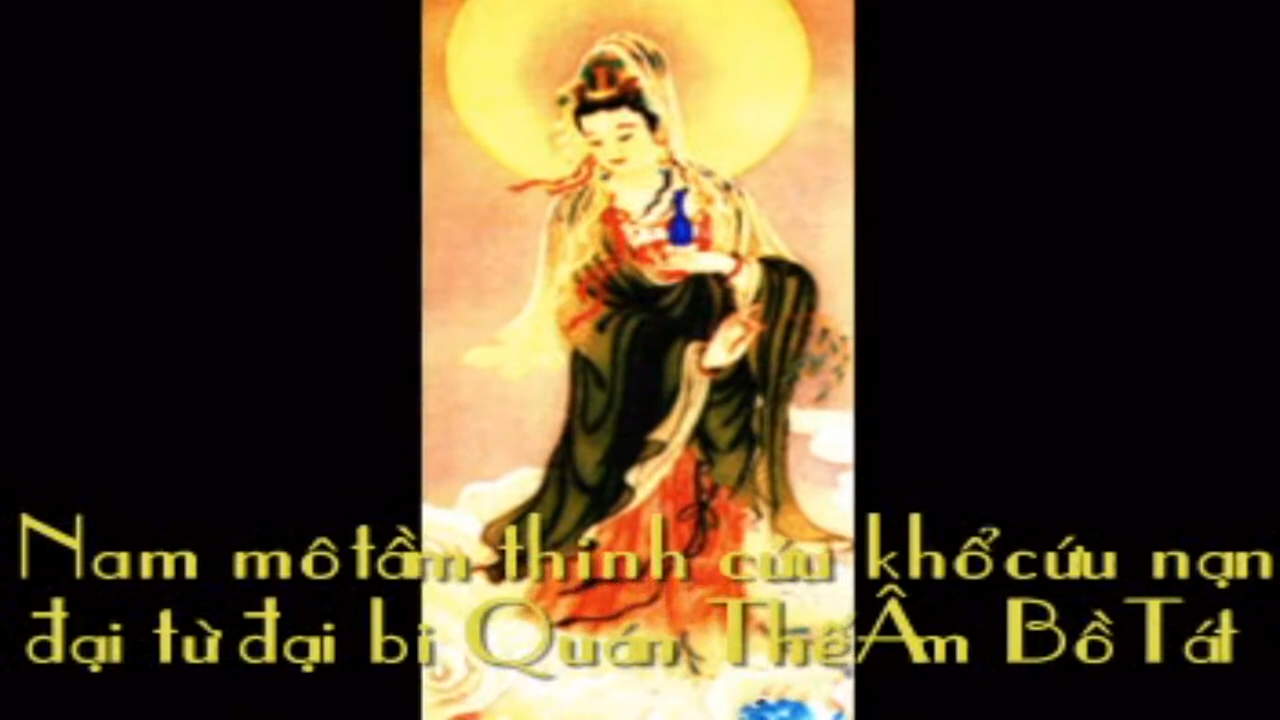 Nam mô tầm thinh cứu khổ cứu nạn
đại từ đại bi Quán Thế Âm Bồ Tát